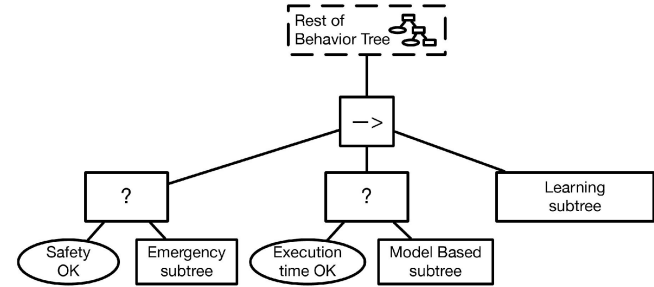 Rest of
Behavior Tree
—>
?
?
Learning
subtree
Safety
OK
Emergency
subtree
Execution
time OK
Model Based
subtree